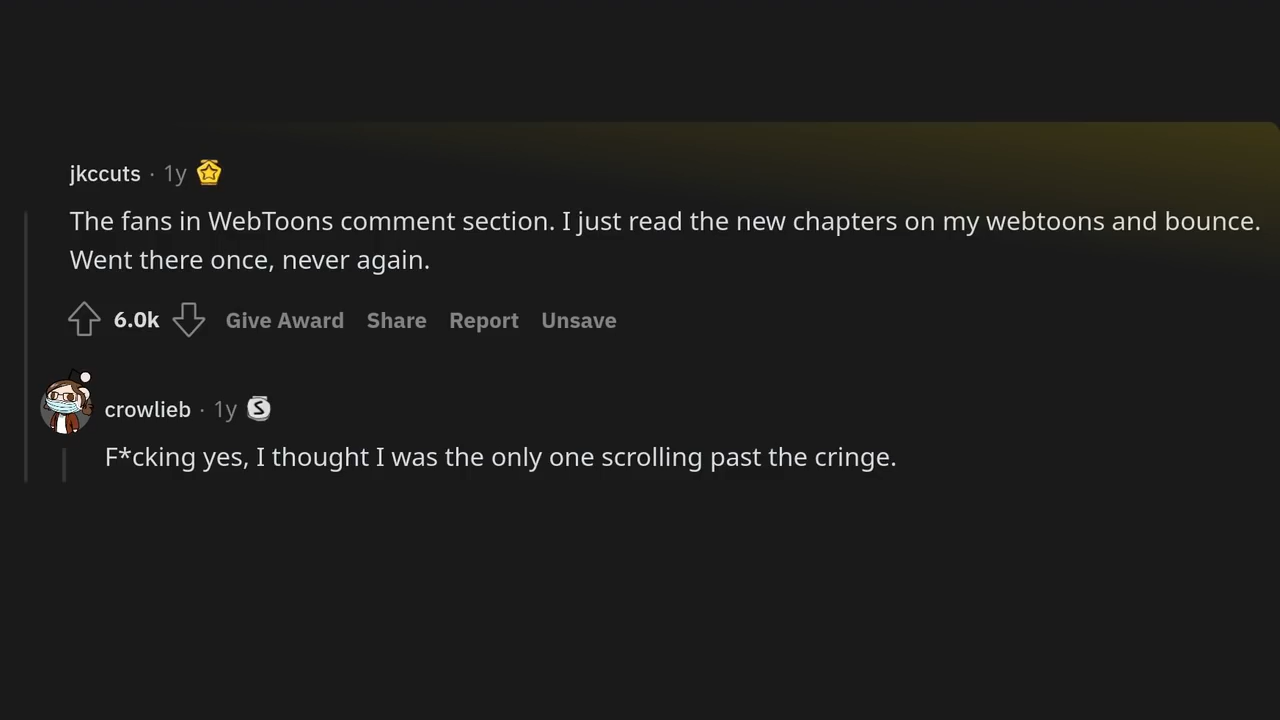 jkccuts · 1y
The fans in WebToons comment section. I just read the new chapters on my webtoons and bounce.
Went there once, never again.
6.0k Give Award Share Report Unsave
crowlieb · 1y S
F*cking yes, I thought I was the only one scrolling past the cringe.